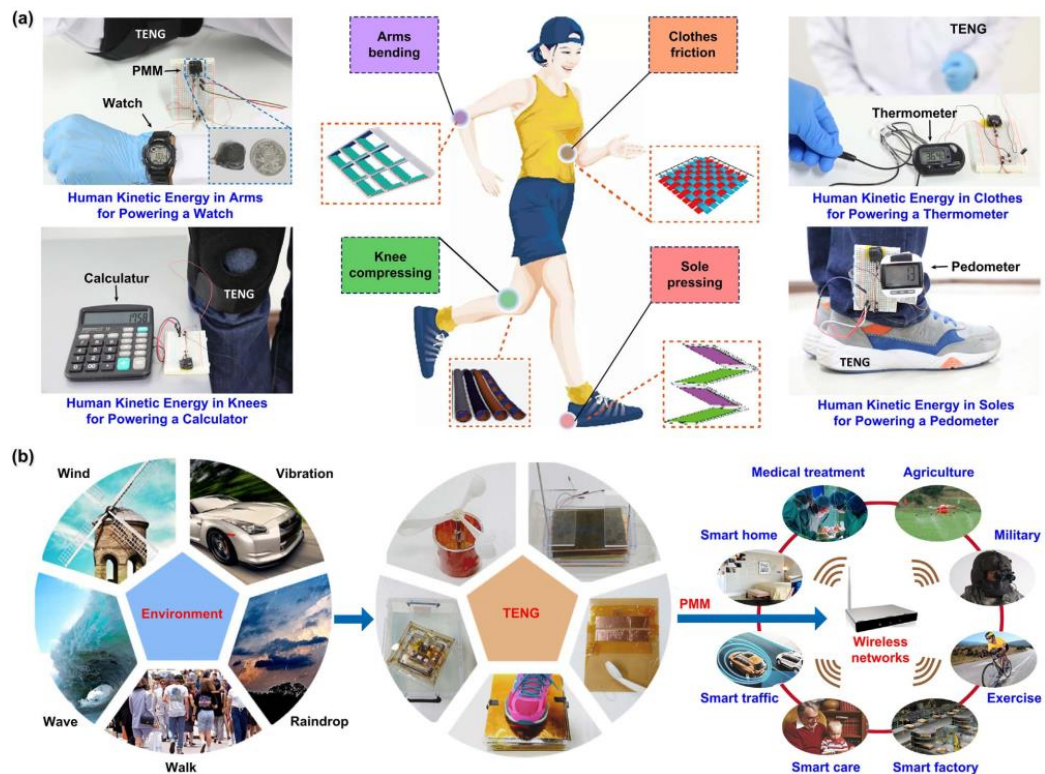 (a)
TENG
PMM
Watch
Human Kinetic Energy in Arms
for Powering a Watch
Calculatur
TENG
Human Kinetic Energy in Knees
for Powering a Calculator
Arms
bending
Clothes
friction
Knee
compressing
Sole
pressing
TENG
Thermometer
Human Kinetic Energy in Clothes
for Powering a Thermometer
Pedometer
TENG
Human Kinetic Energy in Soles
for Powering a Pedometer
(b)
Wind
Vibration
Environment
Wave
Raindrop
Walk
TENG
PMM
Medical treatment
Agriculture
Smart home
Military
Wireless
networks
Smart traffic
Exercise
Smart care
Smart factory